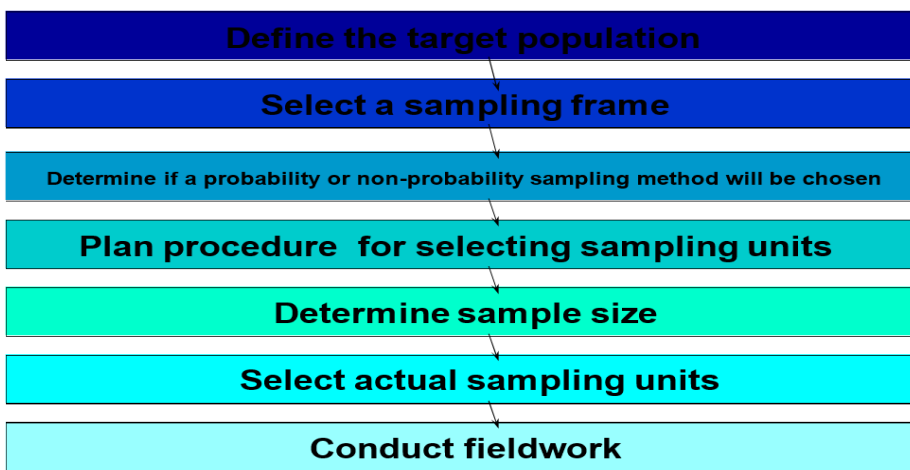 Define the target population
Select a sampling frame
Determine if a probability or non-probability sampling method will be chosen
Plan procedure  for selecting sampling units
Determine sample size
Select actual sampling units
Conduct fieldwork